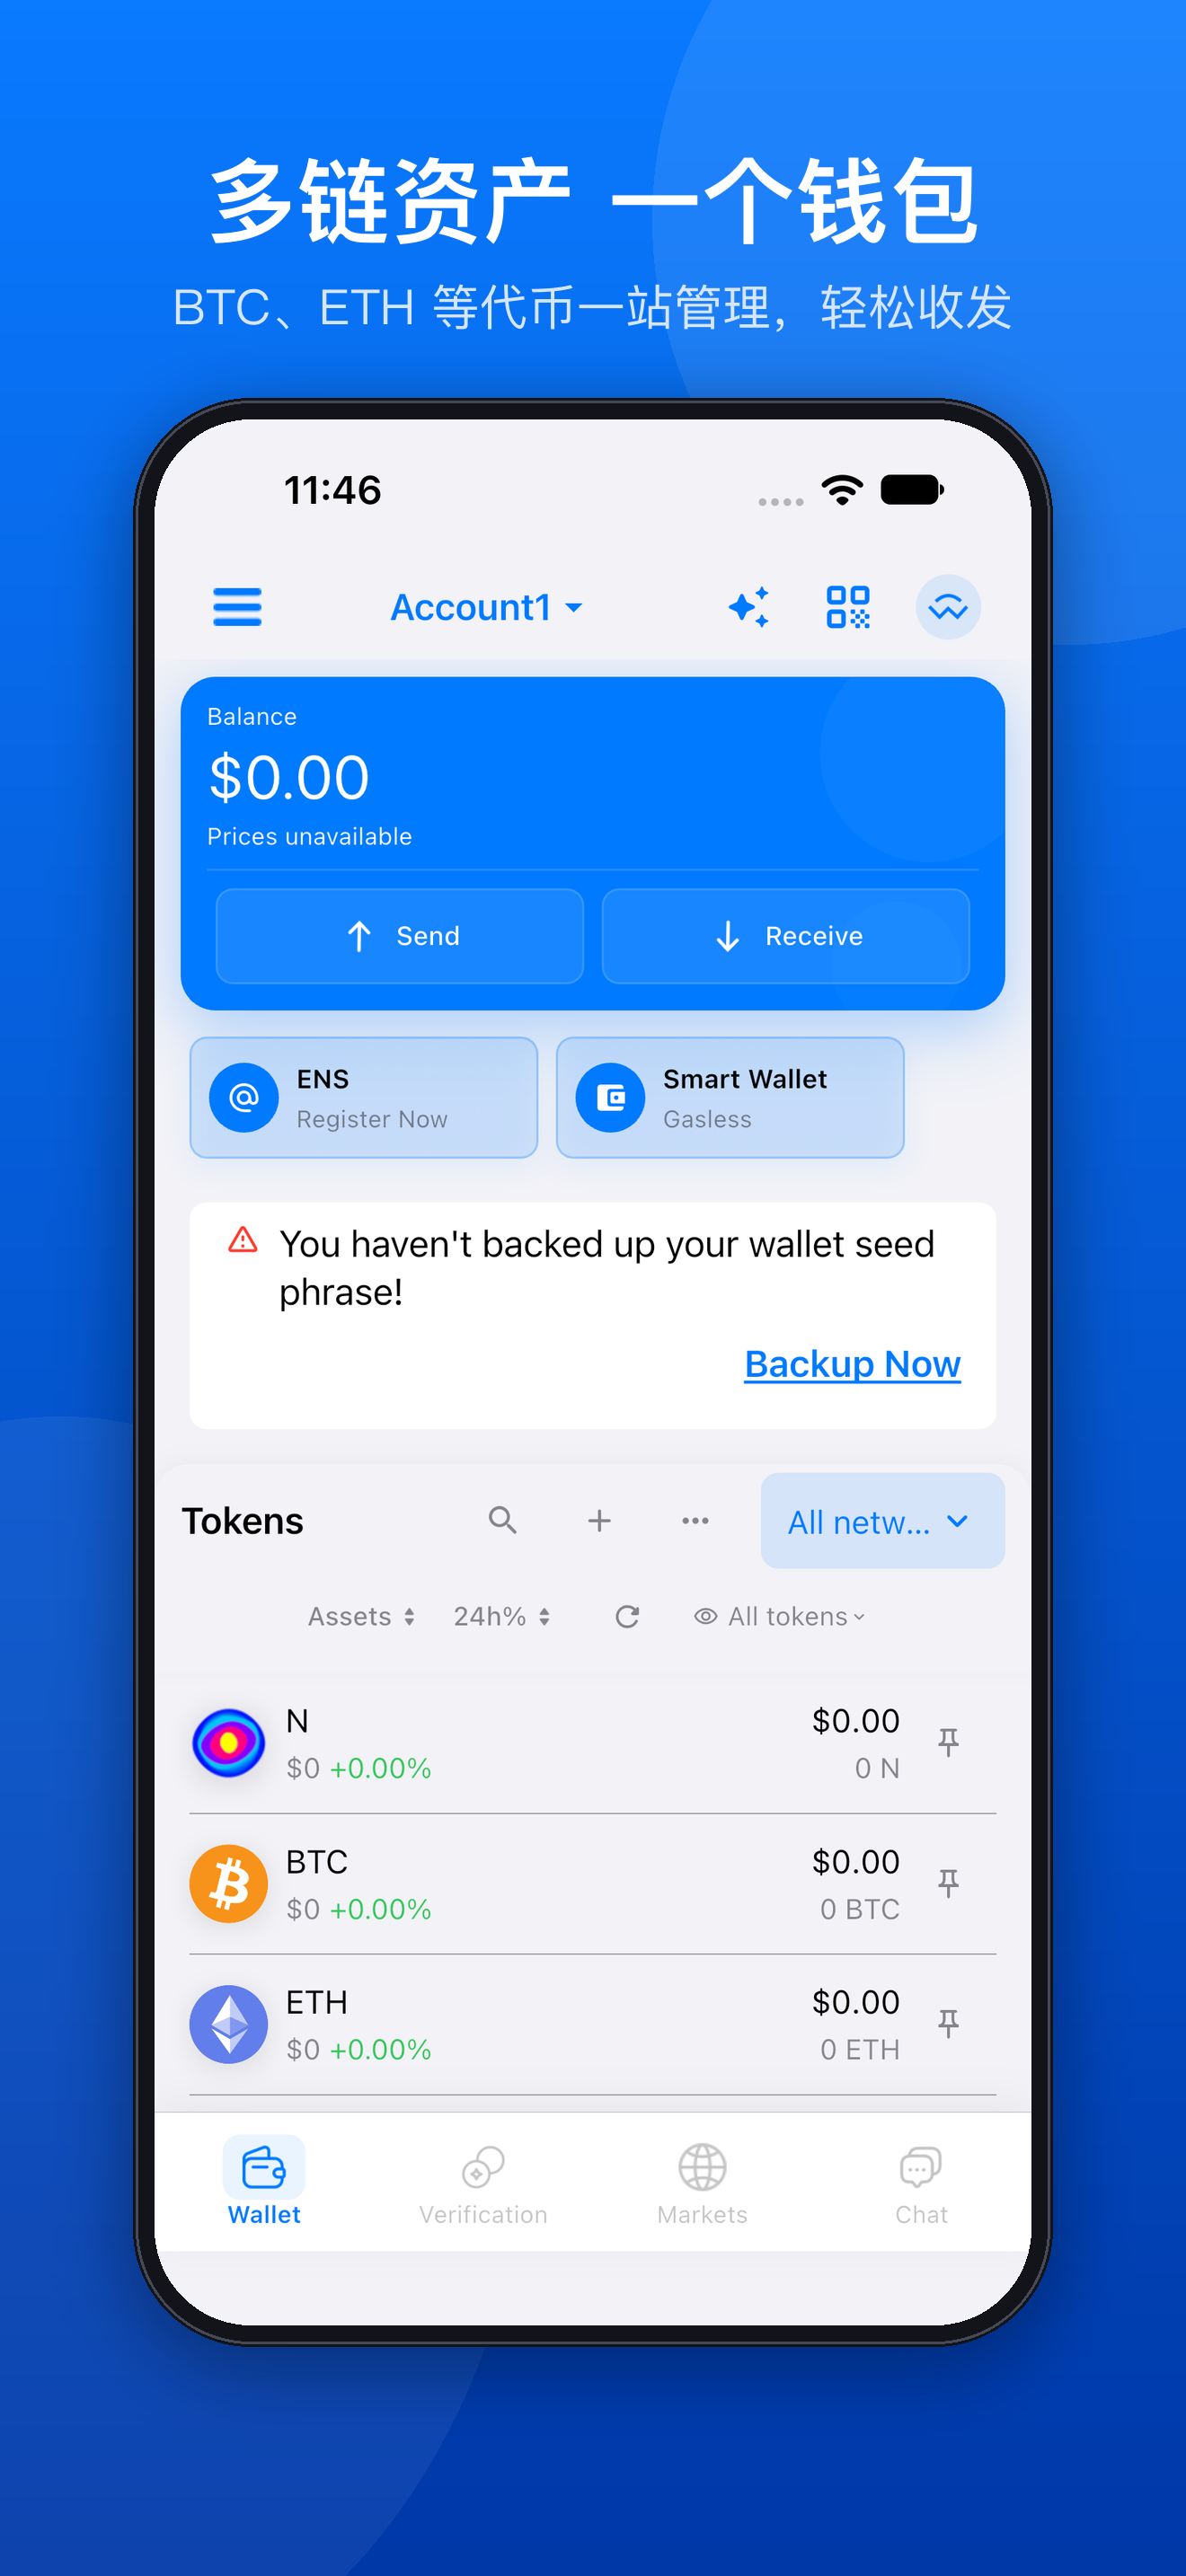 多链资产 一个钱包
BTC、ETH 等代币一站管理，轻松收发
11:46
Account1
Balance
$0.00
Prices unavailable
Send
Receive
ENS
Register Now
Smart Wallet
Gasless
You haven't backed up your wallet seed
phrase!
Backup Now
Tokens
All netw...
Assets
24h%
All tokens
N
$0.00
$0 +0.00%
0 N
BTC
$0.00
$0 +0.00%
0 BTC
ETH
$0.00
$0 +0.00%
0 ETH
Wallet
Verification
Markets
Chat